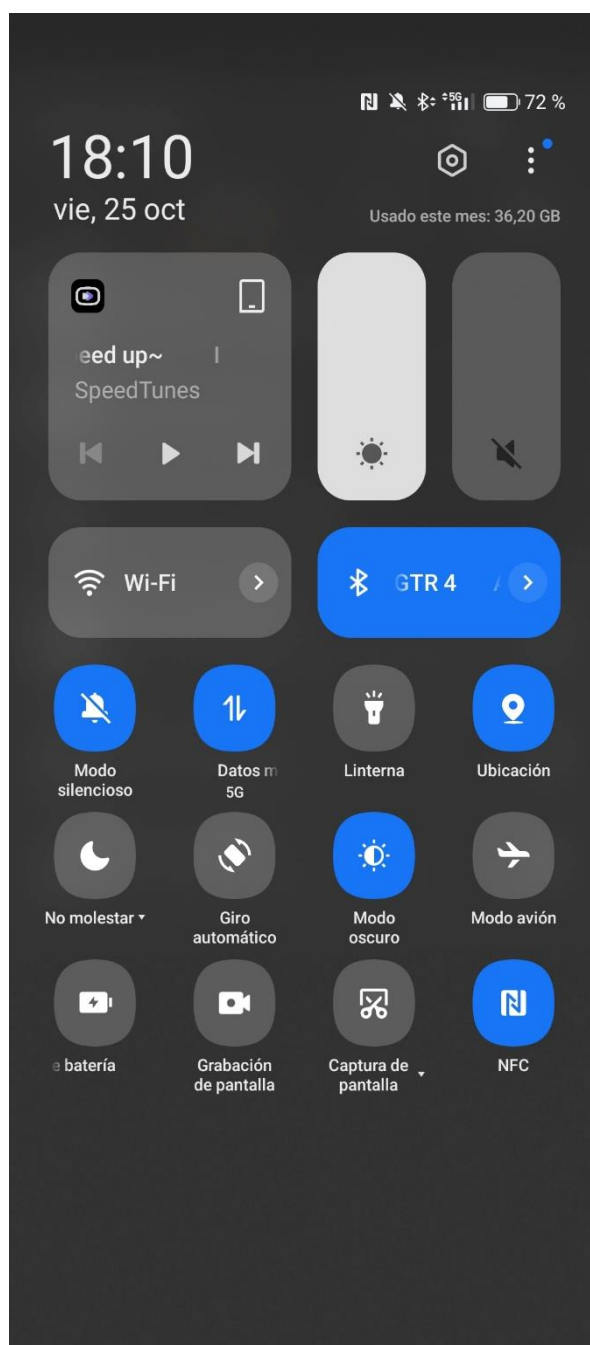 5G 72 %
18:10
vie, 25 oct
Usado este mes: 36,20 GB
eed up~
SpeedTunes
Wi-Fi
GTR 4
Modo
silencioso
Datos m
5G
Linterna
Ubicación
No molestar
Giro
automático
Modo
oscuro
Modo avión
e batería
Grabación
de pantalla
Captura de
pantalla
NFC